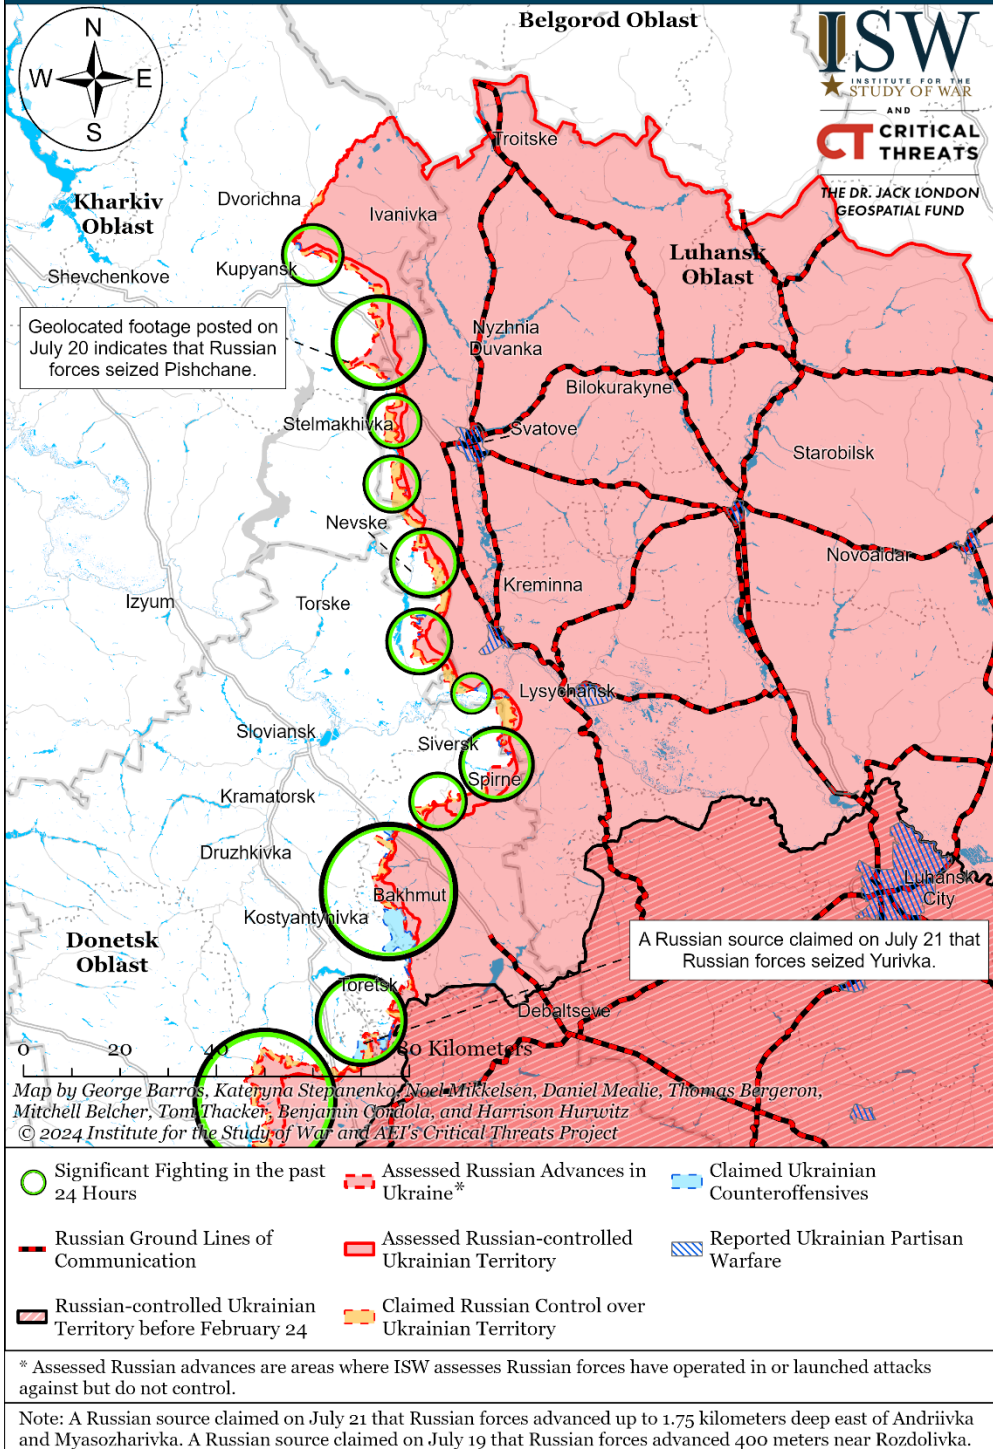 Belgorod Oblast
N
W E
S
ISW
INSTITUTE FOR THE
STUDY OF WAR
AND
CT CRITICAL
THREATS
THE DR. JACK LONDON
GEOSPATIAL FUND
Troitske
Dvorichna
Kharkiv
Oblast
Ivanivka
Luhansk
Oblast
Kupyansk
Shevchenkove
Geolocated footage posted on
July 20 indicates that Russian
forces seized Pishchane.
Nyzhnia
Duvanka
Bilokurakyne
Stelmakhivka
Svatove
Starobilsk
Nevske
Novoaidar
Kreminna
Izyum
Torske
Lysychansk
Sloviansk
Siversk
Spirne
Kramatorsk
Druzhkivka
Luhansk
City
Bakhmut
Kostyantynivka
Donetsk
Oblast
A Russian source claimed on July 21 that
Russian forces seized Yurivka.
Toretsk
Debaltseve
0 20 40 80 Kilometers
Map by George Barros, Kateryna Stepanenko, Noel Mikkelsen, Daniel Mealie, Thomas Bergeron,
Mitchell Belcher, Tom Thacker, Benjamin Cordola, and Harrison Hurwitz
© 2024 Institute for the Study of War and AEI's Critical Threats Project
Significant Fighting in the past
24 Hours
Assessed Russian Advances in
Ukraine*
Claimed Ukrainian
Counteroffensives
Russian Ground Lines of
Communication
Assessed Russian-controlled
Ukrainian Territory
Reported Ukrainian Partisan
Warfare
Russian-controlled Ukrainian
Territory before February 24
Claimed Russian Control over
Ukrainian Territory
* Assessed Russian advances are areas where ISW assesses Russian forces have operated in or launched attacks
against but do not control.
Note: A Russian source claimed on July 21 that Russian forces advanced up to 1.75 kilometers deep east of Andriivka
and Myasozharivka. A Russian source claimed on July 19 that Russian forces advanced 400 meters near Rozdolivka.